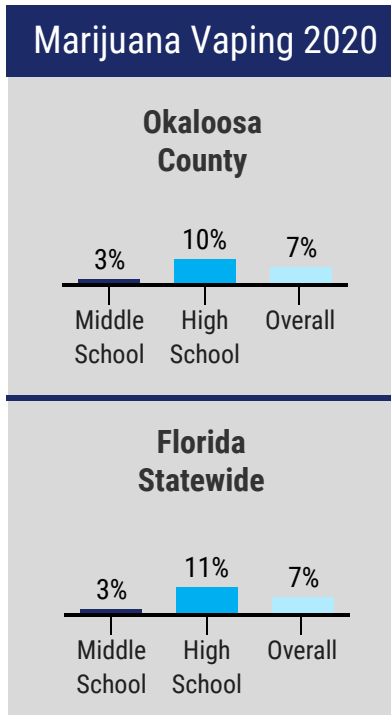 Marijuana Vaping 2020
Okaloosa
County
3%
10%
7%
Middle
School
High
School
Overall
Florida
Statewide
3%
11%
7%
Middle
School
High
School
Overall